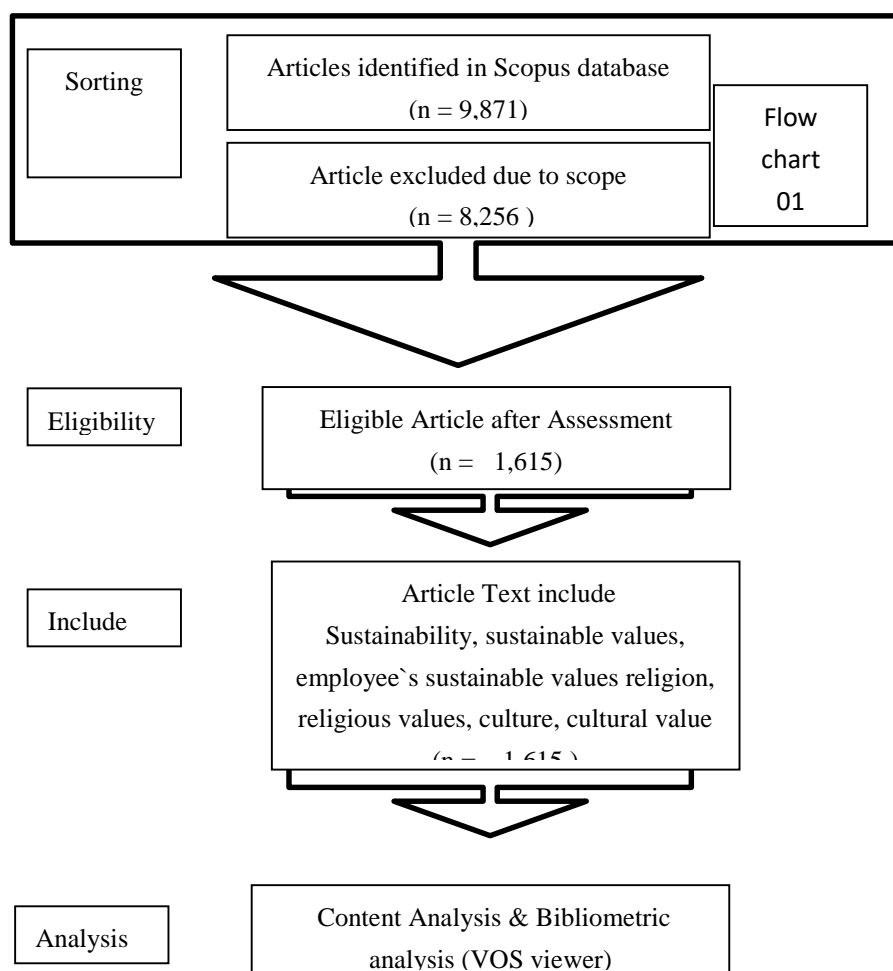 Sorting
Articles identified in Scopus database
(n = 9,871)
Article excluded due to scope
(n = 8,256 )
Flow
chart
01
Eligibility
Eligible Article after Assessment
(n = 1,615)
Include
Article Text include
Sustainability, sustainable values,
employee`s sustainable values religion,
religious values, culture, cultural value
(n = 1,615 )
Analysis
Content Analysis & Bibliometric
analysis (VOS viewer)